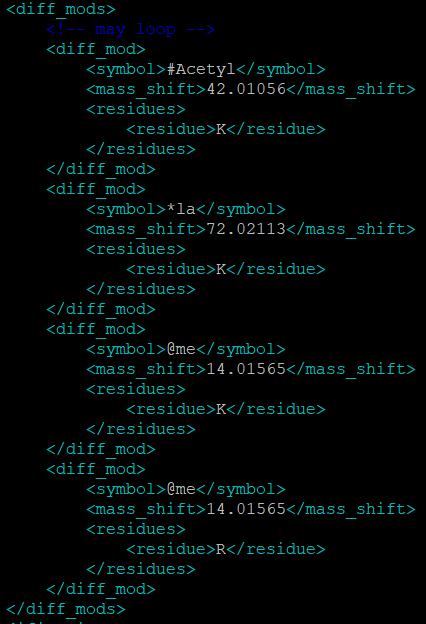 <diff_mods>
<!-- may loop -->
<diff_mod>
<symbol>#Acetyl</symbol>
<mass_shift>42.01056</mass_shift>
<residues>
<residue>K</residue>
</residues>
</diff_mod>
<diff_mod>
<symbol>*la</symbol>
<mass_shift>72.02113</mass_shift>
<residues>
<residue>K</residue>
</residues>
</diff_mod>
<diff_mod>
<symbol>@me</symbol>
<mass_shift>14.01565</mass_shift>
<residues>
<residue>K</residue>
</residues>
</diff_mod>
<diff_mod>
<symbol>@me</symbol>
<mass_shift>14.01565</mass_shift>
<residues>
<residue>R</residue>
</residues>
</diff_mod>
</diff_mods>